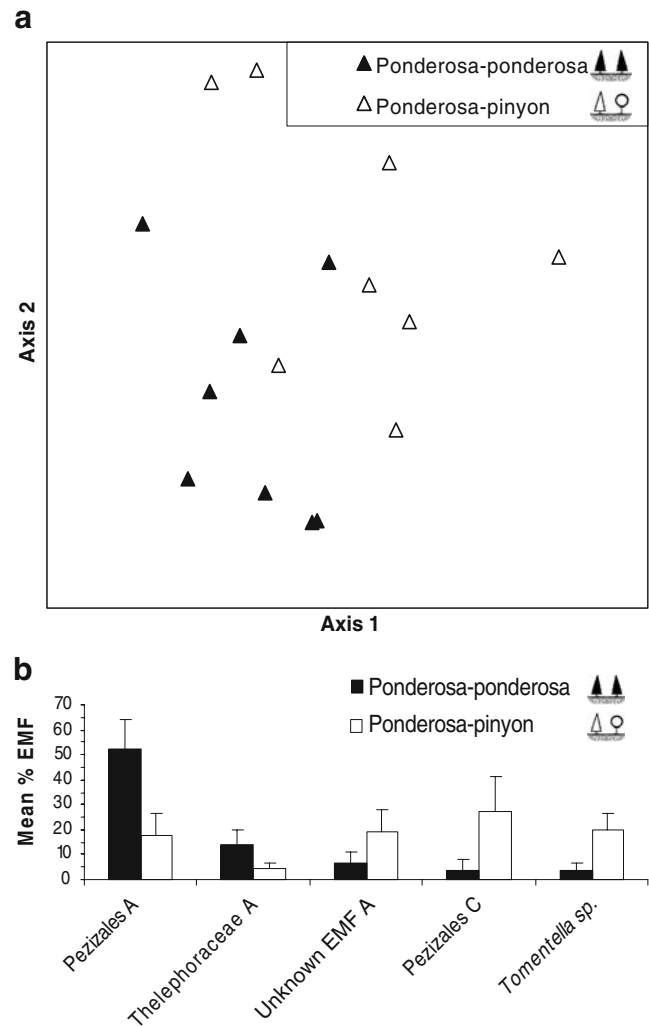 a
Ponderosa-ponderosa
Ponderosa-pinyon
Axis 2
Axis 1
b
Ponderosa-ponderosa
Ponderosa-pinyon
Mean % EMF
70
60
50
40
30
20
10
0
Pezizales A
Thelephoraceae A
Unknown EMF A
Pezizales C
Tomentella sp.